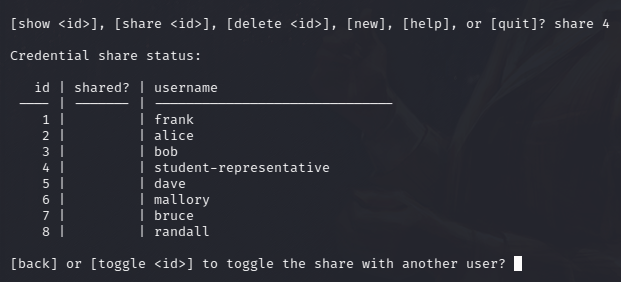 [show <id>], [share <id>], [delete <id>], [new], [help], or [quit]? share 4
Credential share status:
id | shared? | username
---- | ------- | ------------------------------
1 | | frank
2 | | alice
3 | | bob
4 | | student-representative
5 | | dave
6 | | mallory
7 | | bruce
8 | | randall
[back] or [toggle <id>] to toggle the share with another user?